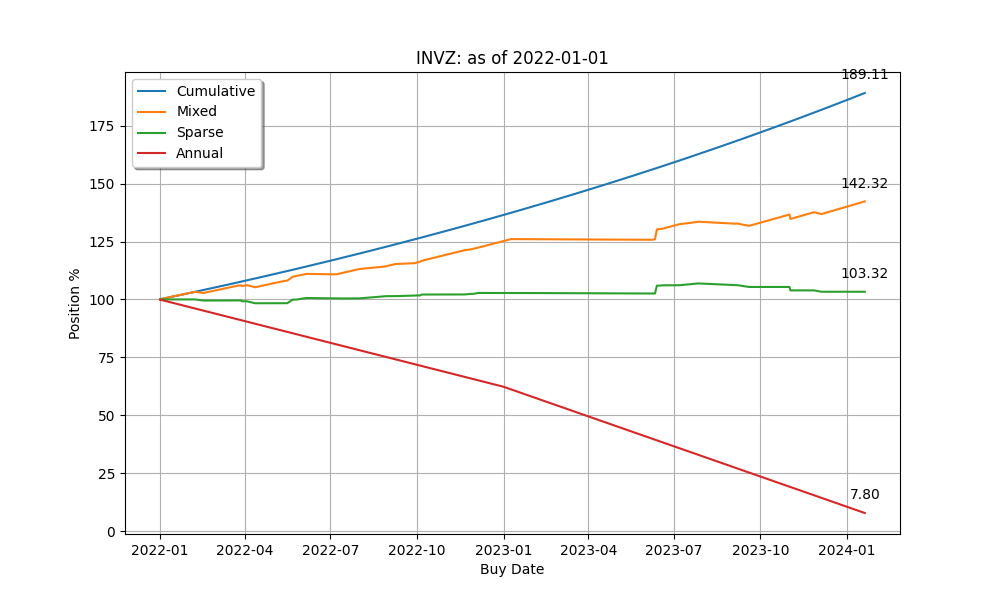 INVZ: as of 2022-01-01
Cumulative
Mixed
Sparse
Annual
189.11
142.32
103.32
7.80
Position %
175
150
125
100
75
50
25
0
2022-01 2022-04 2022-07 2022-10 2023-01 2023-04 2023-07 2023-10 2024-01
Buy Date